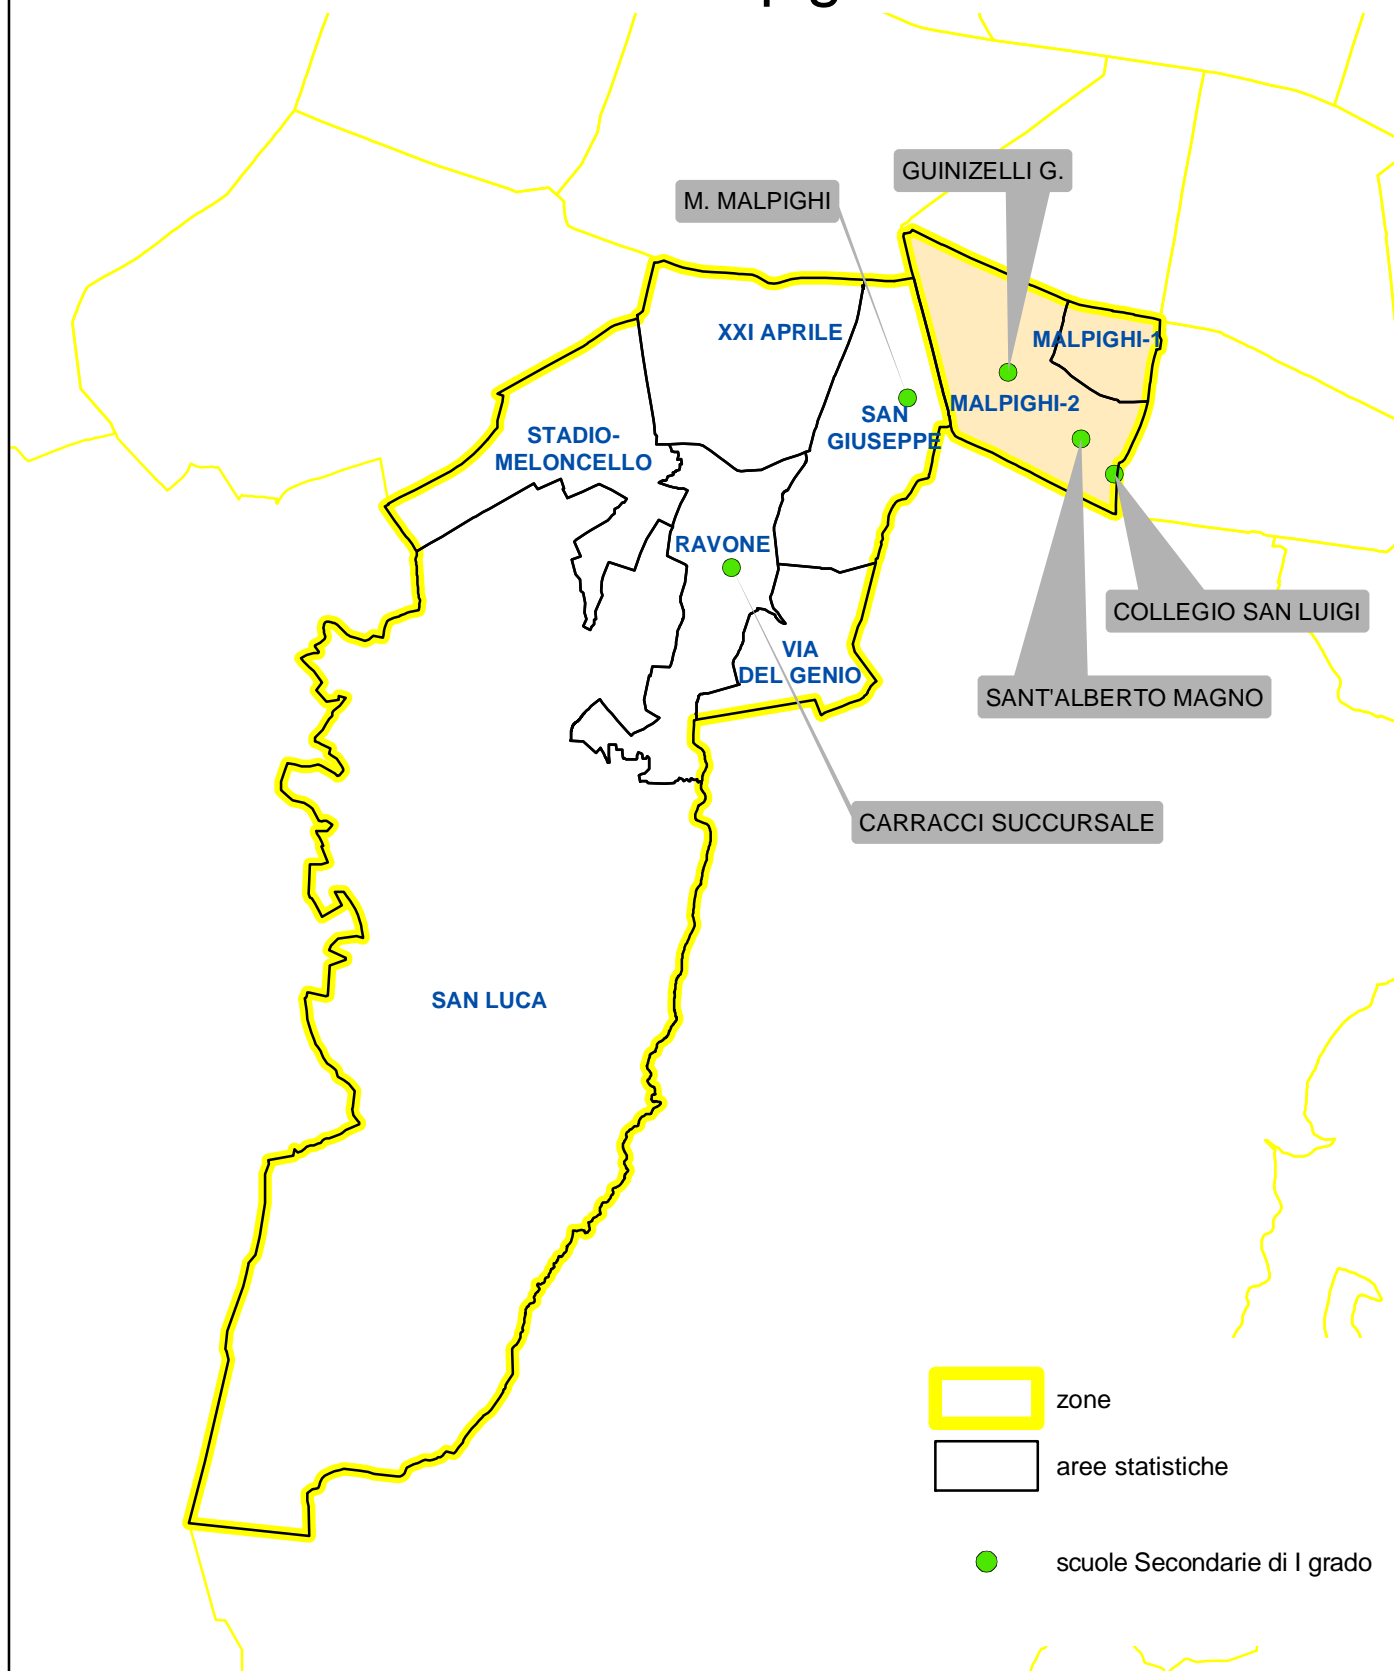 GUINIZELLI G.
M. MALPIGHI
XXI APRILE
MALPIGHI-1
MALPIGHI-2
SAN
GIUSEPPE
STADIO-
MELONCELLO
RAVONE
COLLEGIO SAN LUIGI
VIA
DEL GENIO
SANT'ALBERTO MAGNO
CARRACCI SUCCURSALE
SAN LUCA
zone
aree statistiche
scuole Secondarie di I grado